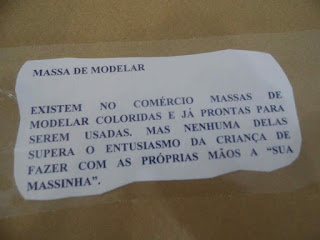 MASSA DE MODELAR
EXISTEM NO COMÉRCIO MASSAS DE
MODELAR COLORIDAS E JÁ PRONTAS PARA
SEREM USADAS. MAS NENHUMA DELAS
SUPERA O ENTUSIASMO DA CRIANÇA DE
FAZER COM AS PRÓPRIAS MÃOS A “SUA
MASSINHA”.